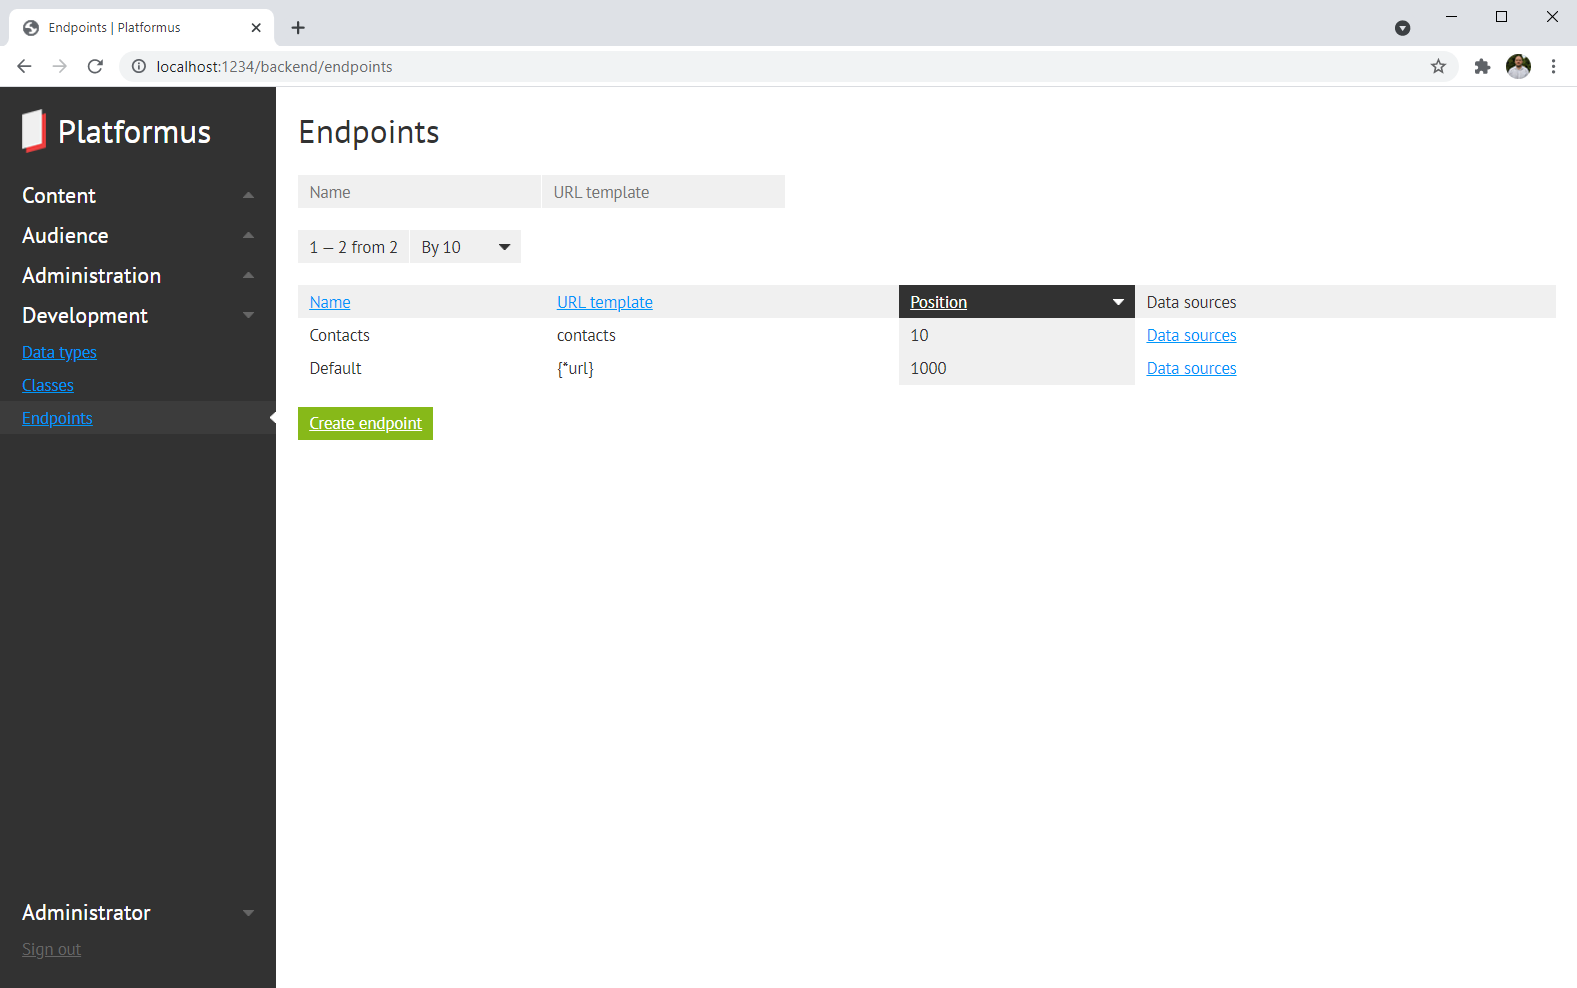 Endpoints | Platformus
localhost:1234/backend/endpoints
Platformus
Content
Audience
Administration
Development
Data types
Classes
Endpoints
Administrator
Sign out
Endpoints
Name URL template
1 — 2 from 2 By 10
Name URL template Position Data sources
Contacts contacts 10 Data sources
Default {*url} 1000 Data sources
Create endpoint